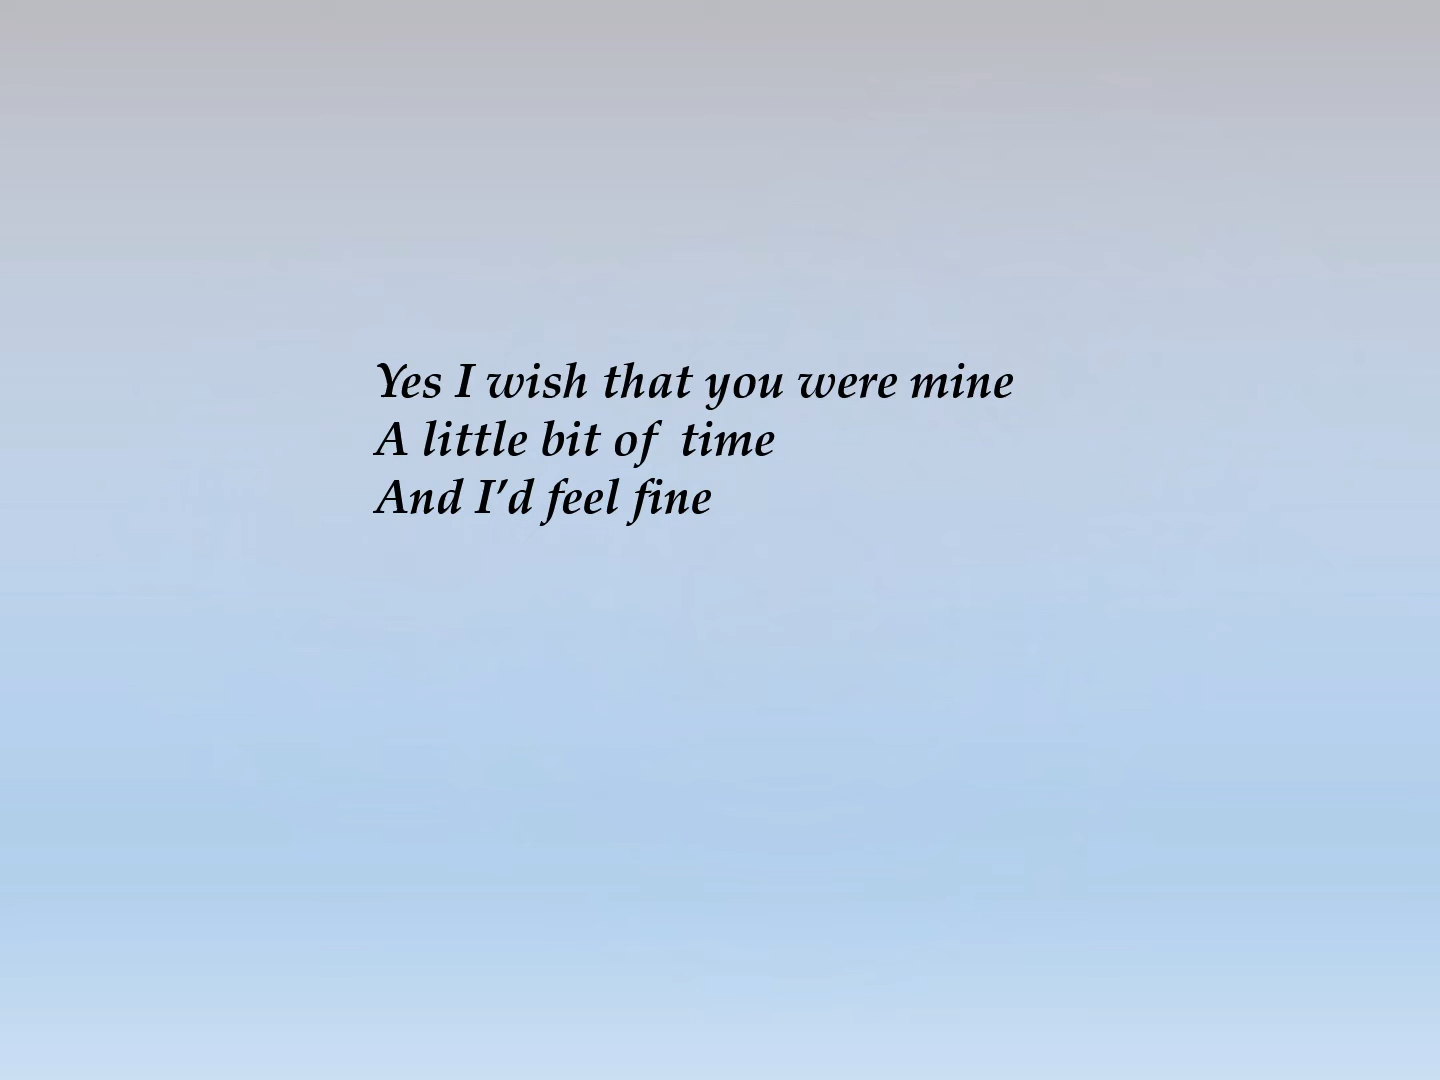 Yes I wish that you were mine
A little bit of time
And I’d feel fine